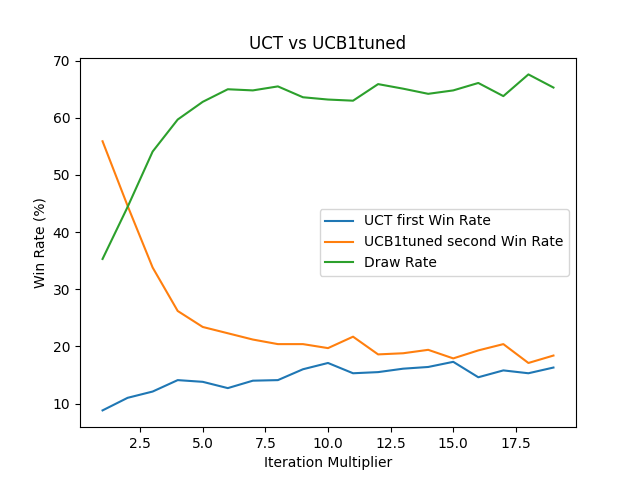 UCT vs UCB1tuned
Win Rate (%)
70
60
50
40
30
20
10
UCT first Win Rate
UCB1tuned second Win Rate
Draw Rate
2.5 5.0 7.5 10.0 12.5 15.0 17.5
Iteration Multiplier